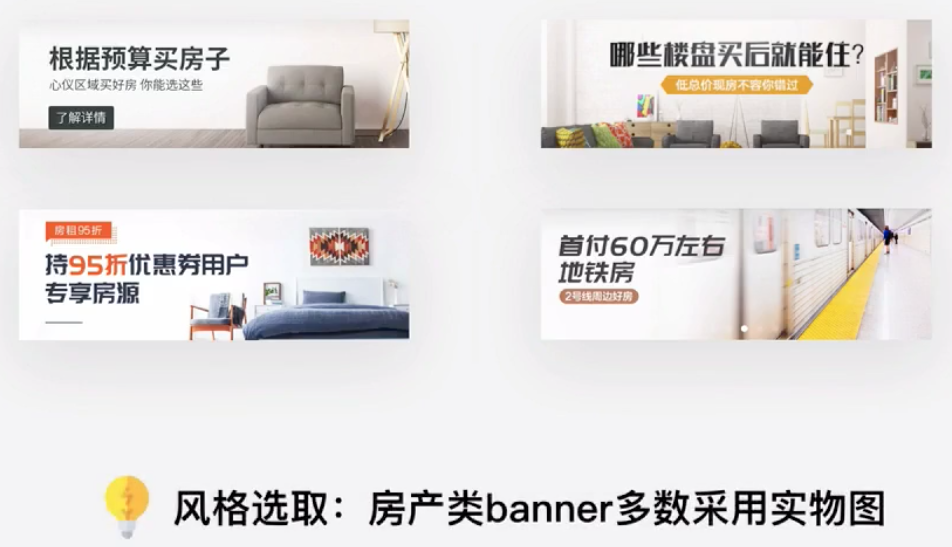 根据预算买房子
心仪区域买好房 你能选这些
了解详情
哪些楼盘买后就能住？
低总价现房不容你错过
房租95折
持95折优惠券用户
专享房源
首付60万左右
地铁房
2号线周边好房
风格选取：房产类banner多数采用实物图